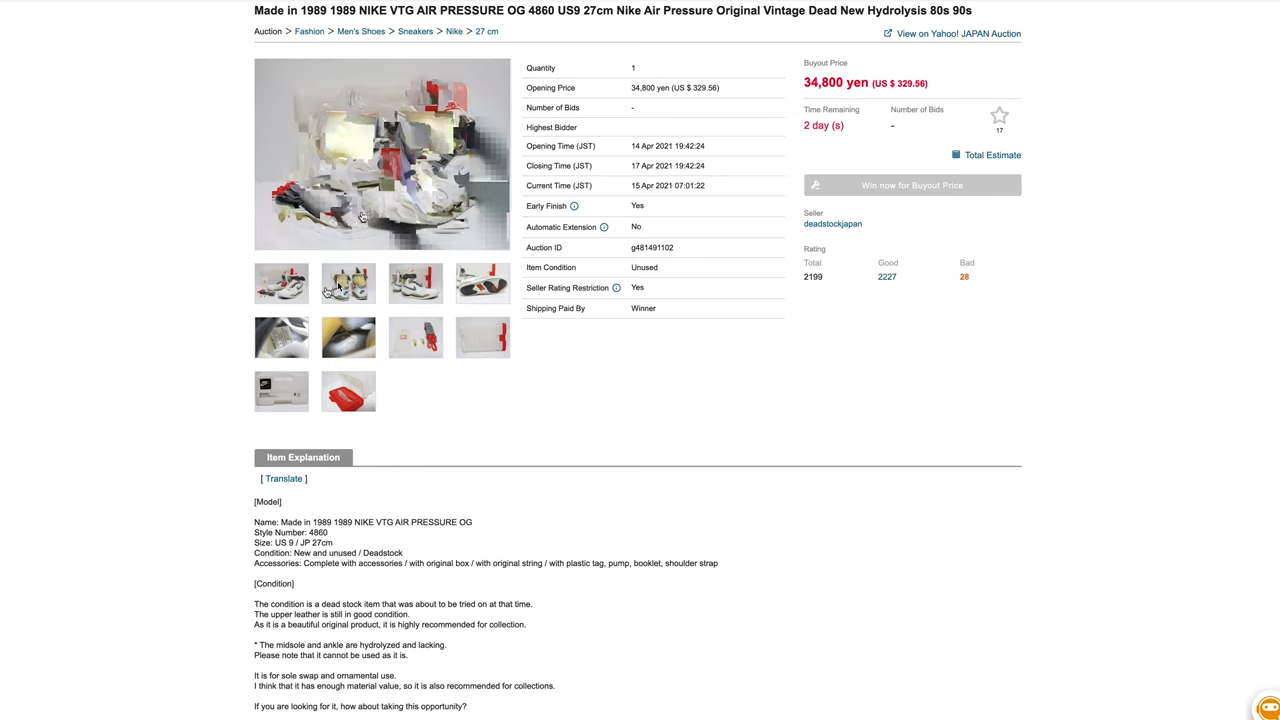 Made in 1989 1989 NIKE VTG AIR PRESSURE OG 4860 US9 27cm Nike Air Pressure Original Vintage Dead New Hydrolysis 80s 90s
Auction > Fashion > Men's Shoes > Sneakers > Nike > 27 cm
View on Yahoo! JAPAN Auction
Quantity 1
Opening Price 34,800 yen (US $ 329.56)
Number of Bids -
Highest Bidder
Opening Time (JST) 14 Apr 2021 19:42:24
Closing Time (JST) 17 Apr 2021 19:42:24
Current Time (JST) 15 Apr 2021 07:01:22
Early Finish Yes
Automatic Extension No
Auction ID g481491102
Item Condition Unused
Seller Rating Restriction Yes
Shipping Paid By Winner
Buyout Price
34,800 yen (US $ 329.56)
Time Remaining Number of Bids
2 day (s) - 17
Total Estimate
Win now for Buyout Price
Seller
deadstockjapan
Rating
Total Good Bad
2199 2227 28
Item Explanation
[ Translate ]
[Model]
Name: Made in 1989 1989 NIKE VTG AIR PRESSURE OG
Style Number: 4860
Size: US 9 / JP 27cm
Condition: New and unused / Deadstock
Accessories: Complete with accessories / with original box / with original string / with plastic tag, pump, booklet, shoulder strap
[Condition]
The condition is a dead stock item that was about to be tried on at that time.
The upper leather is still in good condition.
As it is a beautiful original product, it is highly recommended for collection.
* The midsole and ankle are hydrolyzed and lacking.
Please note that it cannot be used as it is.
It is for sole swap and ornamental use.
I think that it has enough material value, so it is also recommended for collections.
If you are looking for it, how about taking this opportunity?